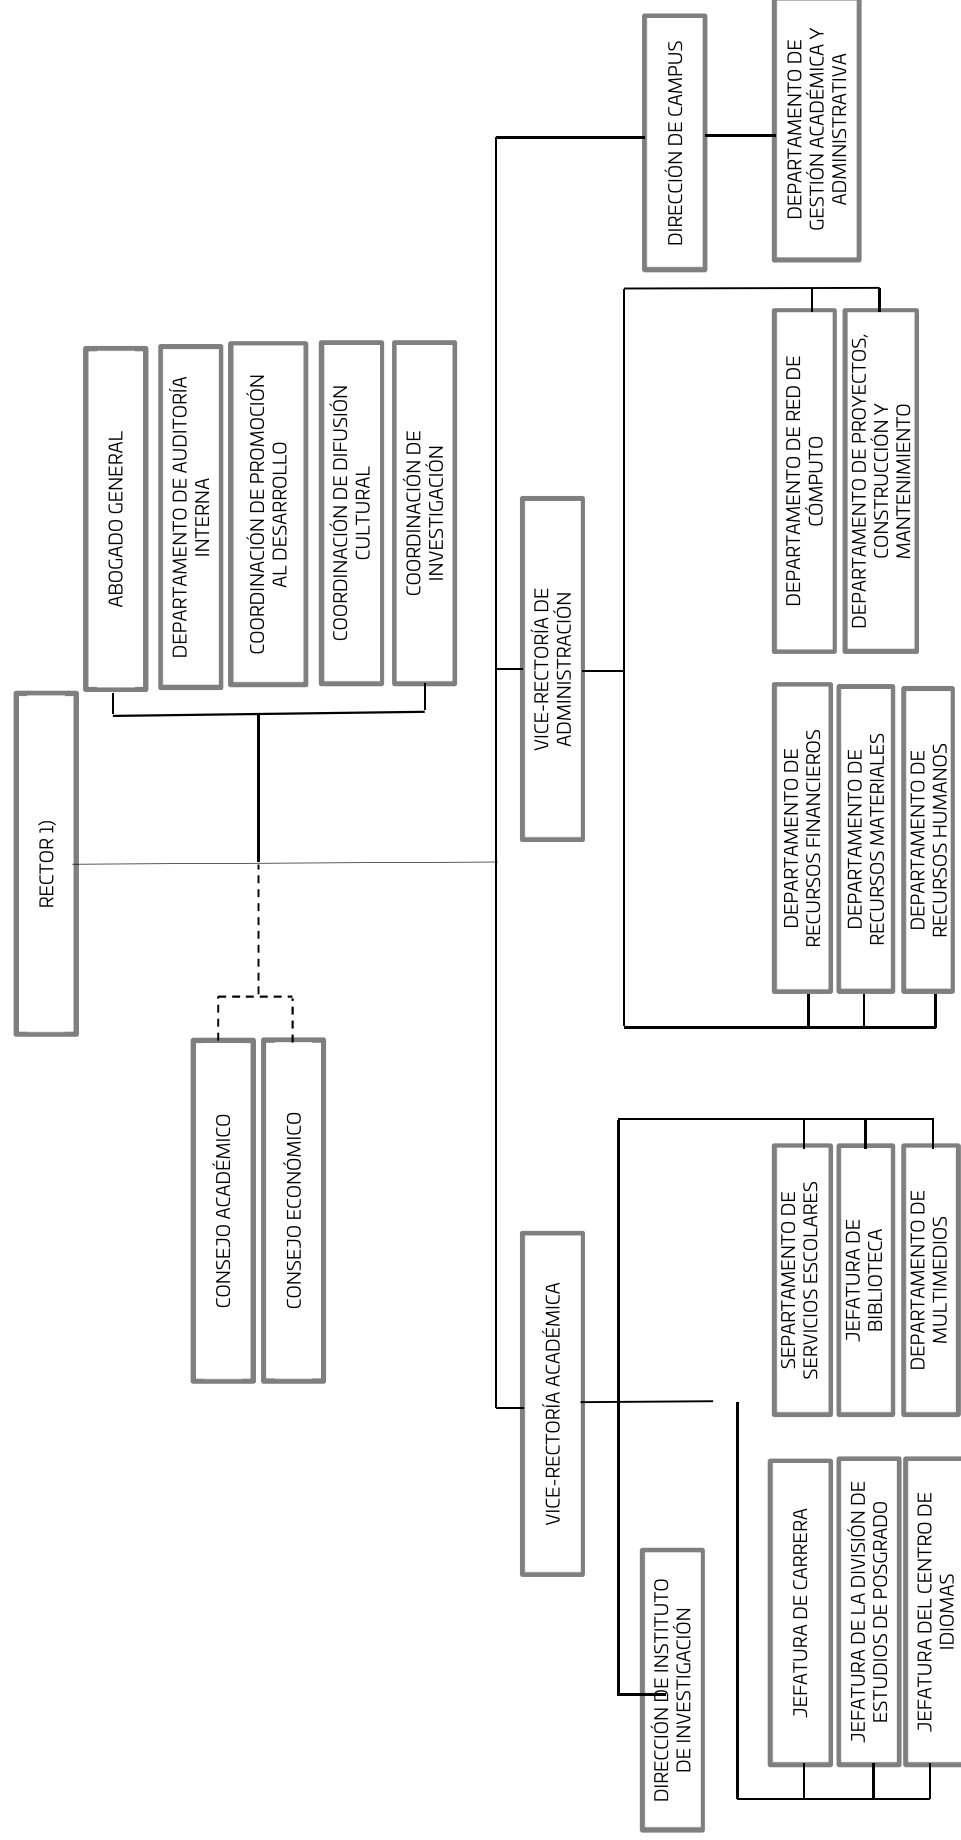 RECTOR 1)
ABOGADO GENERAL
DEPARTAMENTO DE AUDITORÍA
INTERNA
COORDINACIÓN DE PROMOCIÓN
AL DESARROLLO
COORDINACIÓN DE DIFUSIÓN
CULTURAL
COORDINACIÓN DE
INVESTIGACIÓN
CONSEJO ACADÉMICO
CONSEJO ECONÓMICO
VICE-RECTORÍA ACADÉMICA
VICE-RECTORÍA DE
ADMINISTRACIÓN
DIRECCIÓN DE CAMPUS
DIRECCIÓN DE INSTITUTO
DE INVESTIGACIÓN
JEFATURA DE CARRERA
JEFATURA DE LA DIVISIÓN DE
ESTUDIOS DE POSGRADO
JEFATURA DEL CENTRO DE
IDIOMAS
SEPARTAMENTO DE
SERVICIOS ESCOLARES
JEFATURA DE
BIBLIOTECA
DEPARTAMENTO DE
MULTIMEDIOS
DEPARTAMENTO DE
RECURSOS FINANCIEROS
DEPARTAMENTO DE
RECURSOS MATERIALES
DEPARTAMENTO DE
RECURSOS HUMANOS
DEPARTAMENTO DE RED DE
CÓMPUTO
DEPARTAMENTO DE PROYECTOS,
CONSTRUCCIÓN Y
MANTENIMIENTO
DEPARTAMENTO DE
GESTIÓN ACADÉMICA Y
ADMINISTRATIVA